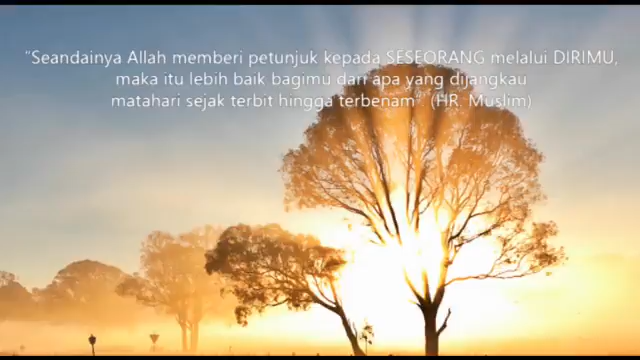 "Seandainya Allah memberi petunjuk kepada SESEORANG melalui DIRIMU,
maka itu lebih baik bagimu dari apa yang dijangkau
matahari sejak terbit hingga terbenam" (HR. Muslim)